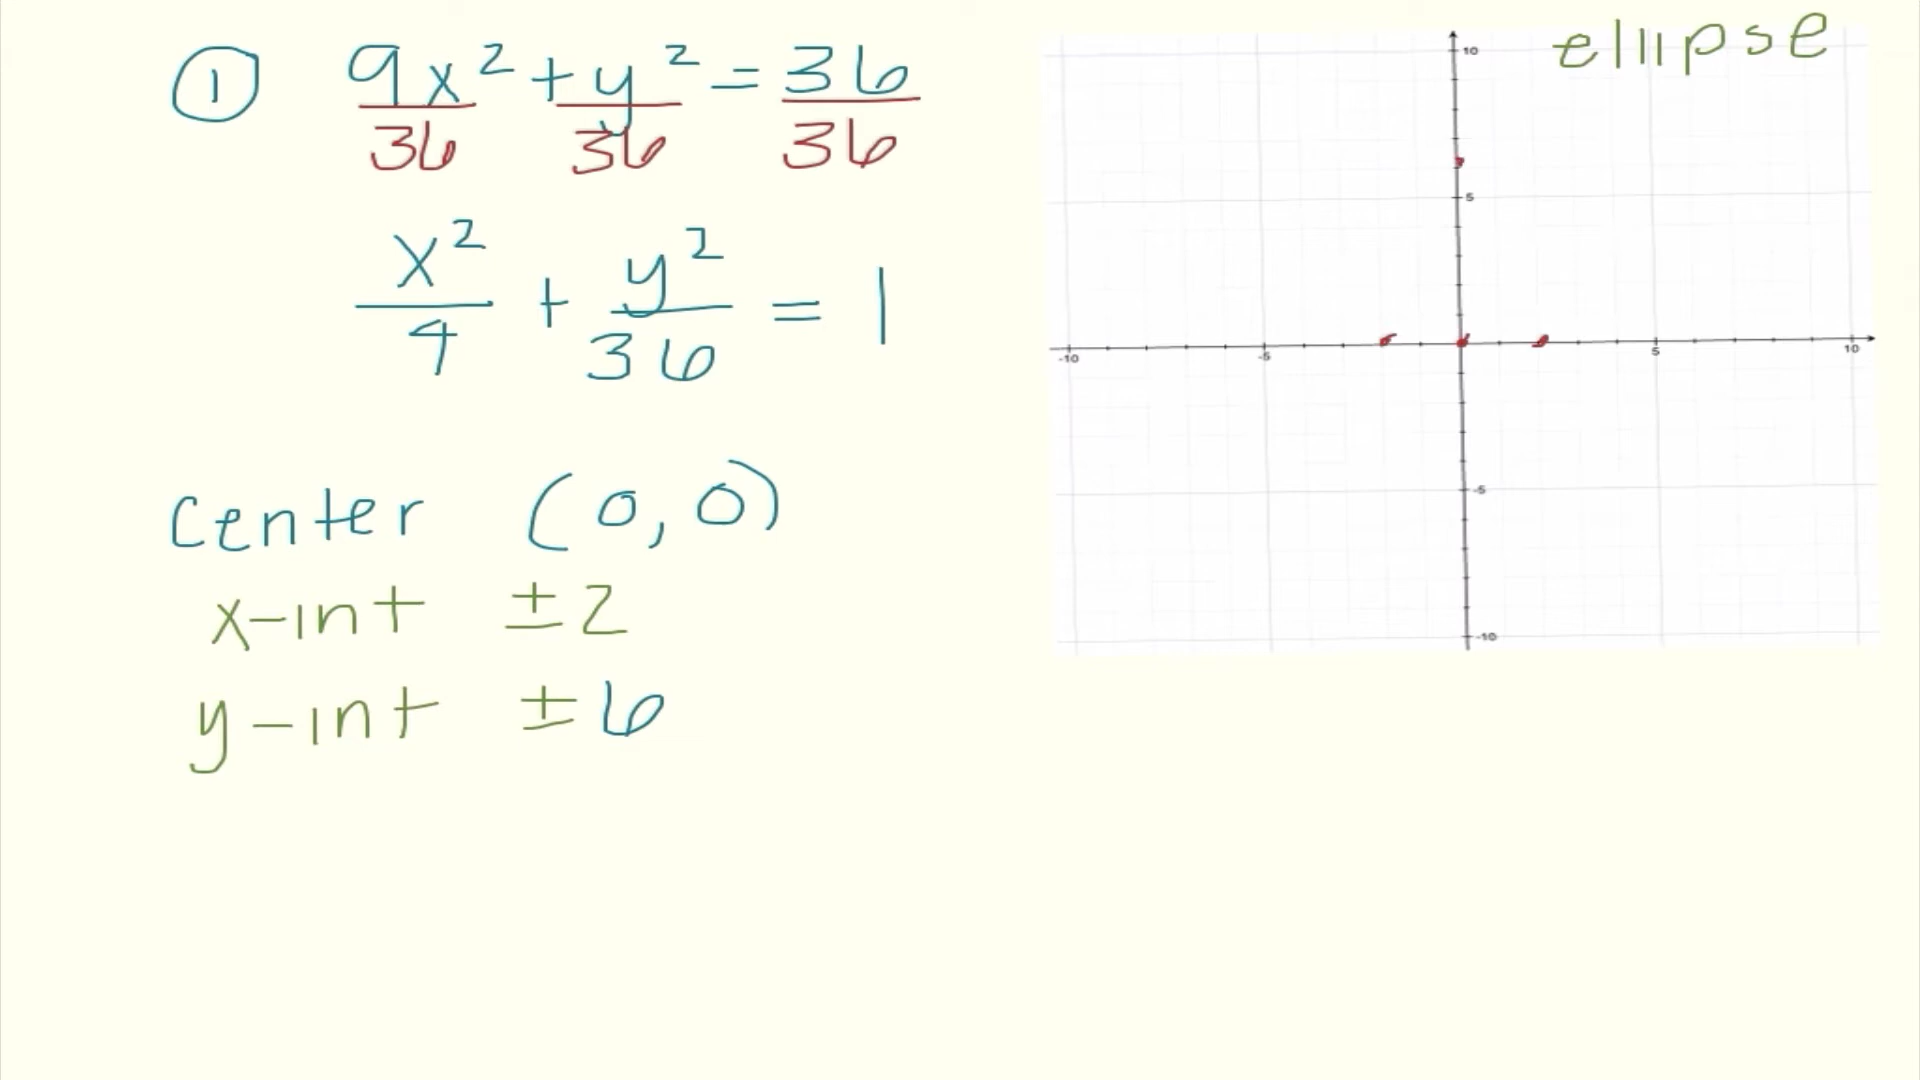 ① 9x² + y² = 36
36 36 36
x² + y² = 1
4 36
center (0,0)
x-int ±2
y-int ±6
ellipse
10
5
-10 -5 5 10
-5
-10